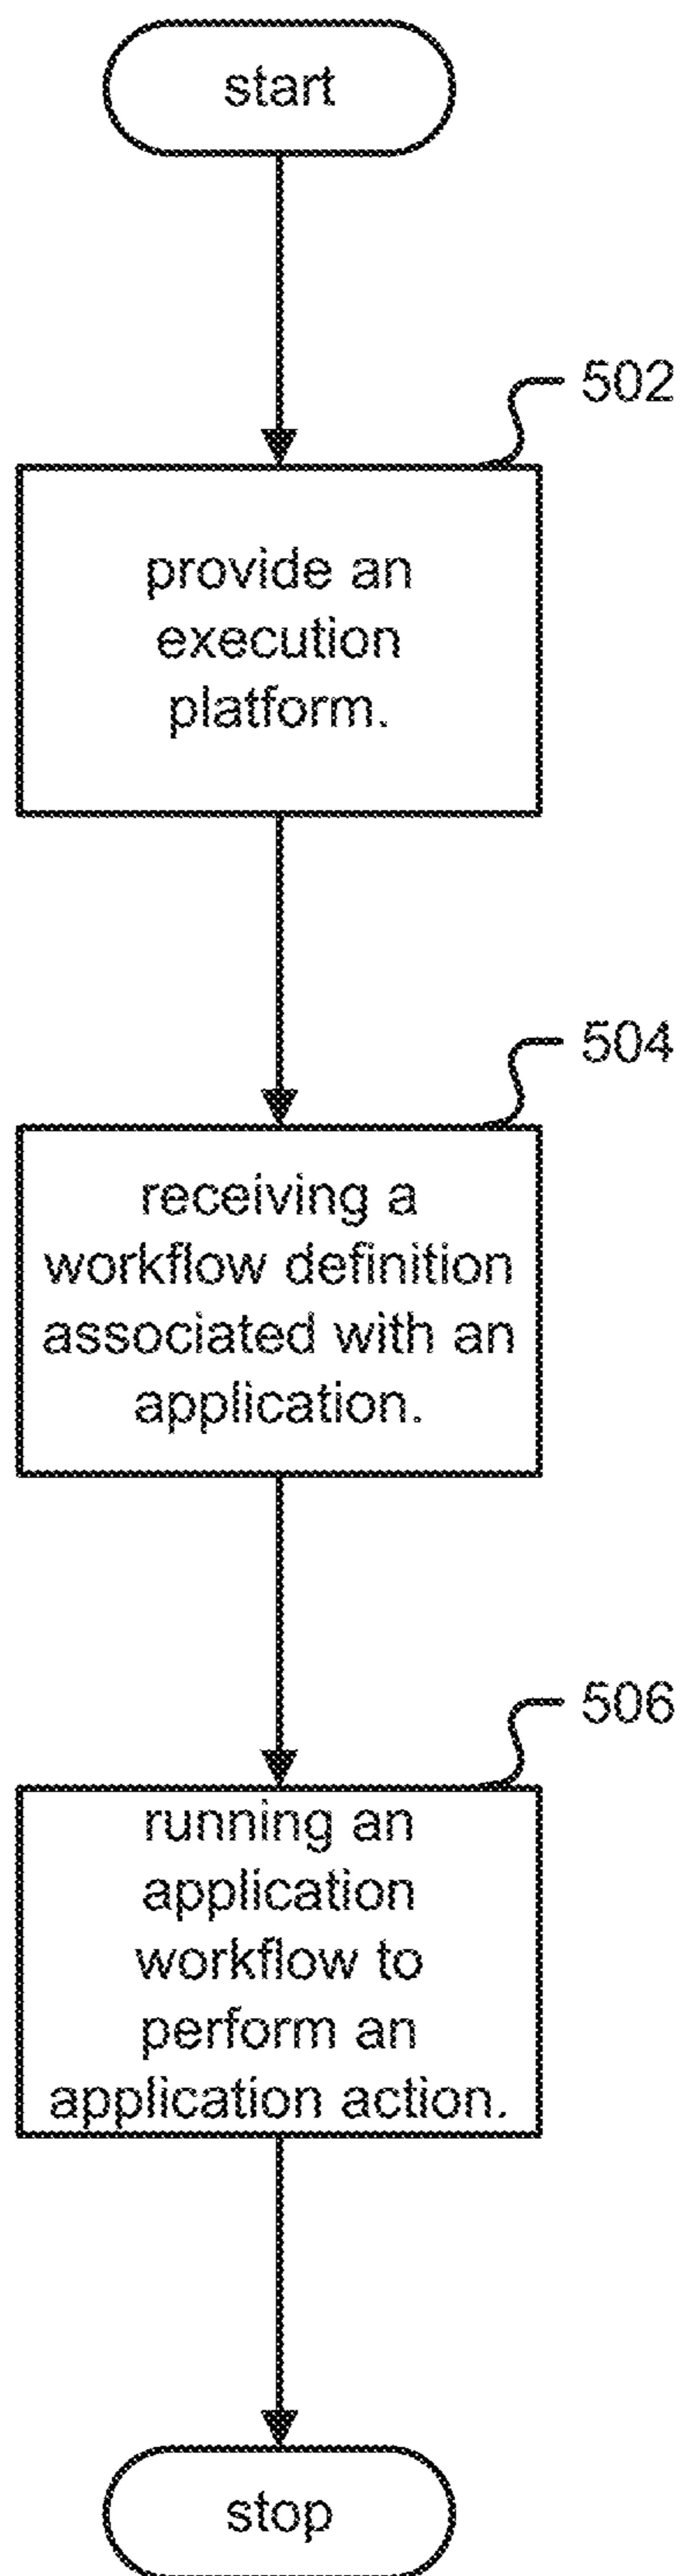 start
502
provide an
execution
platform.
504
receiving a
workflow definition
associated with an
application.
506
running an
application
workflow to
perform an
application action.
stop